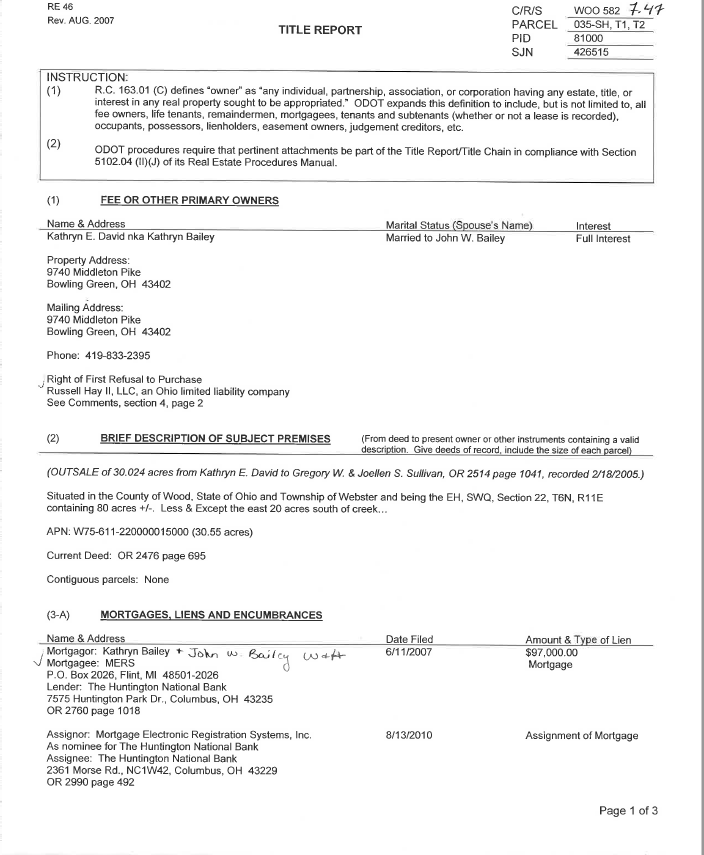 RE 46
Rev. AUG. 2007
TITLE REPORT
C/R/S WOO 582 7.47
PARCEL 035-SH, T1, T2
PID 81000
SJN 426515
INSTRUCTION:
(1) R.C. 163.01 (C) defines “owner” as “any individual, partnership, association, or corporation having any estate, title, or
interest in any real property sought to be appropriated.” ODOT expands this definition to include, but is not limited to, all
fee owners, life tenants, remaindermen, mortgagees, tenants and subtenants (whether or not a lease is recorded),
occupants, possessors, lienholders, easement owners, judgement creditors, etc.
(2) ODOT procedures require that pertinent attachments be part of the Title Report/Title Chain in compliance with Section
5102.04 (II)(J) of its Real Estate Procedures Manual.
(1) FEE OR OTHER PRIMARY OWNERS
Name & Address Marital Status (Spouse's Name) Interest
Kathryn E. David nka Kathryn Bailey Married to John W. Bailey Full Interest
Property Address:
9740 Middleton Pike
Bowling Green, OH 43402
Mailing Address:
9740 Middleton Pike
Bowling Green, OH 43402
Phone: 419-833-2395
Right of First Refusal to Purchase
Russell Hay II, LLC, an Ohio limited liability company
See Comments, section 4, page 2
(2) BRIEF DESCRIPTION OF SUBJECT PREMISES (From deed to present owner or other instruments containing a valid
description. Give deeds of record, include the size of each parcel)
(OUTSALE of 30.024 acres from Kathryn E. David to Gregory W. & Joellen S. Sullivan, OR 2514 page 1041, recorded 2/18/2005.)
Situated in the County of Wood, State of Ohio and Township of Webster and being the EH, SWQ, Section 22, T6N, R11E
containing 80 acres +/-. Less & Except the east 20 acres south of creek...
APN: W75-611-220000015000 (30.55 acres)
Current Deed: OR 2476 page 695
Contiguous parcels: None
(3-A) MORTGAGES, LIENS AND ENCUMBRANCES
Name & Address Date Filed Amount & Type of Lien
Mortgagor: Kathryn Bailey + John W. Bailey W+H 6/11/2007 $97,000.00
Mortgagee: MERS Mortgage
P.O. Box 2026, Flint, MI 48501-2026
Lender: The Huntington National Bank
7575 Huntington Park Dr., Columbus, OH 43235
OR 2760 page 1018
Assignor: Mortgage Electronic Registration Systems, Inc. 8/13/2010 Assignment of Mortgage
As nominee for The Huntington National Bank
Assignee: The Huntington National Bank
2361 Morse Rd., NC1W42, Columbus, OH 43229
OR 2990 page 492
Page 1 of 3